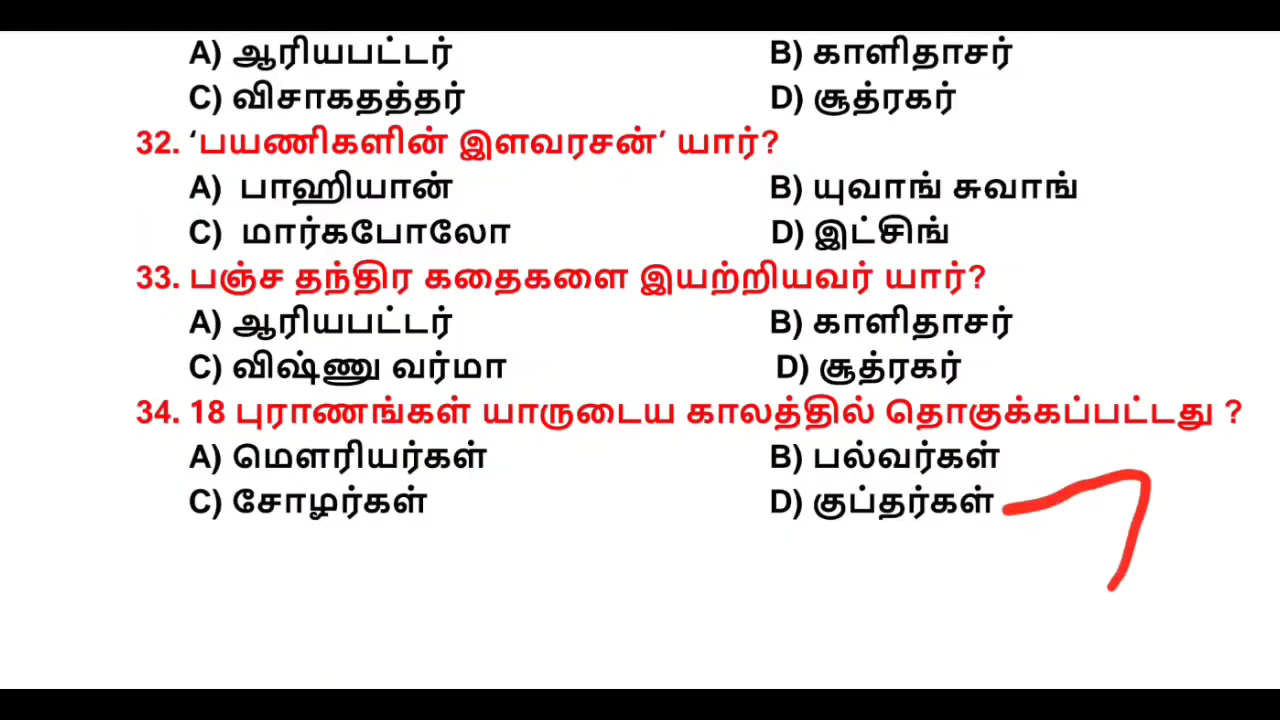 A) ஆரியபட்டர் B) காளிதாசர்
C) விசாகதத்தர் D) சூத்ரகர்
32. ‘பயணிகளின் இளவரசன்’ யார்?
A) பாஹியான் B) யுவாங் சுவாங்
C) மார்கபோலோ D) இட்சிங்
33. பஞ்ச தந்திர கதைகளை இயற்றியவர் யார்?
A) ஆரியபட்டர் B) காளிதாசர்
C) விஷ்ணு வர்மா D) சூத்ரகர்
34. 18 புராணங்கள் யாருடைய காலத்தில் தொகுக்கப்பட்டது ?
A) மௌரியர்கள் B) பல்வர்கள்
C) சோழர்கள் D) குப்தர்கள்